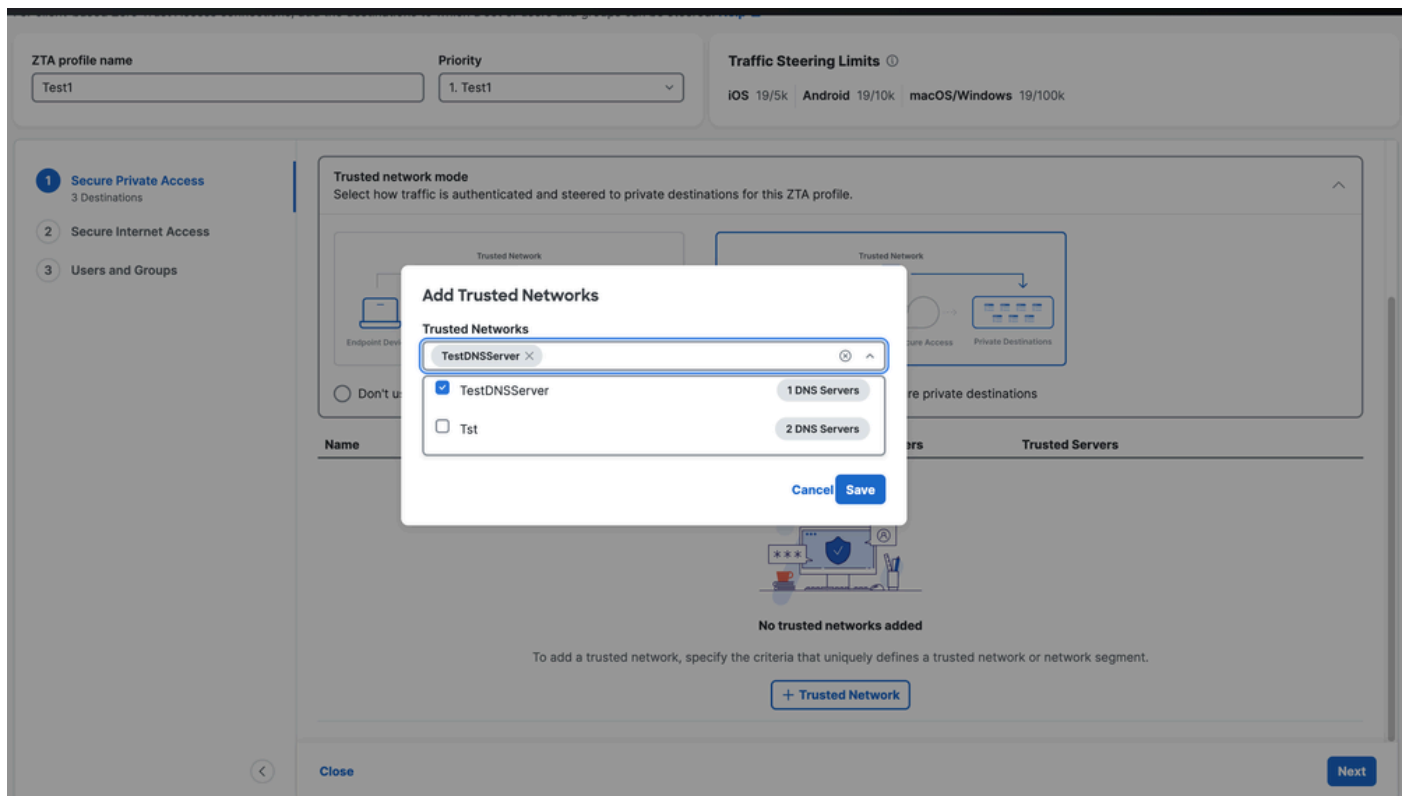 ZTA profile name
Test1
Priority
1. Test1
Traffic Steering Limits
iOS 19/5k Android 19/10k macOS/Windows 19/100k
1 Secure Private Access
3 Destinations
2 Secure Internet Access
3 Users and Groups
Trusted network mode
Select how traffic is authenticated and steered to private destinations for this ZTA profile.
Trusted Network
Trusted Network
Endpoint
Private Destinations
Add Trusted Networks
Trusted Networks
TestDNSServer
TestDNSServer 1 DNS Servers
Tst 2 DNS Servers
Cancel Save
Don't u
re private destinations
Name
ers
Trusted Servers
***
No trusted networks added
To add a trusted network, specify the criteria that uniquely defines a trusted network or network segment.
+ Trusted Network
Close
Next